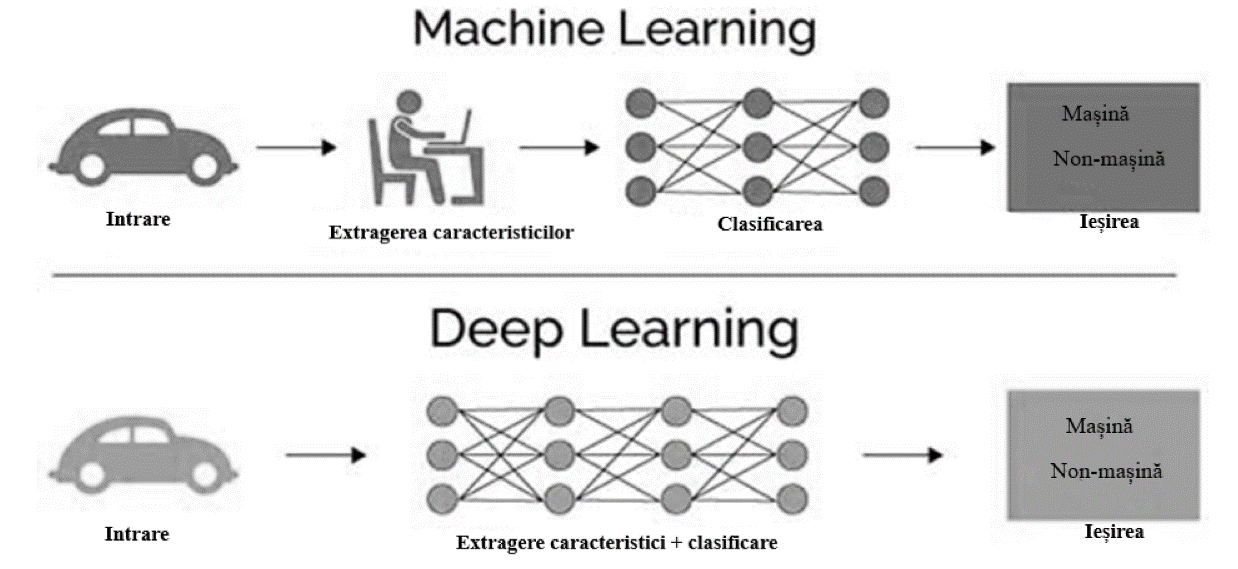 Machine Learning
Mașină
Non-mașină
Intrare
Extragerea caracteristicilor
Clasificarea
Ieșirea
Deep Learning
Mașină
Non-mașină
Intrare
Extragere caracteristici + clasificare
Ieșirea